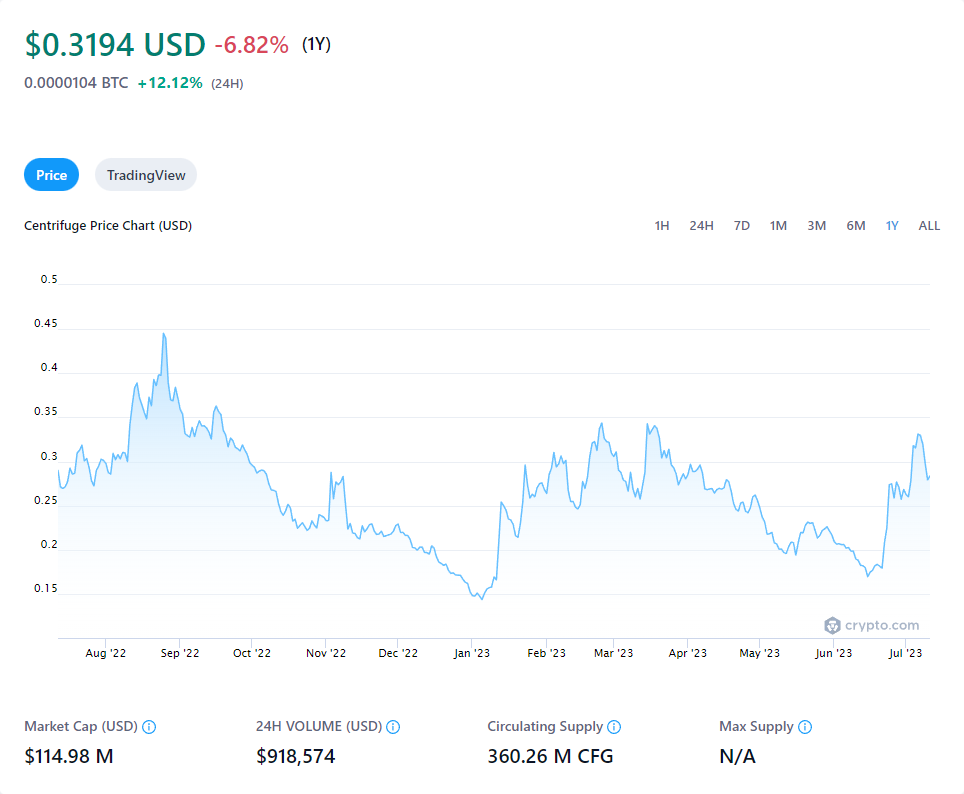 $0.3194 USD -6.82% (1Y)
0.0000104 BTC +12.12% (24H)
Price TradingView
Centrifuge Price Chart (USD) 1H 24H 7D 1M 3M 6M 1Y ALL
0.5
0.45
0.4
0.35
0.3
0.25
0.2
0.15
crypto.com
Aug '22 Sep '22 Oct '22 Nov '22 Dec '22 Jan '23 Feb '23 Mar '23 Apr '23 May '23 Jun '23 Jul '23
Market Cap (USD) 24H VOLUME (USD) Circulating Supply Max Supply
$114.98 M $918,574 360.26 M CFG N/A